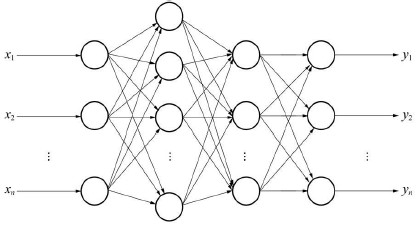 x₁ y₁
x₂ y₂
⋮ ⋮ ⋮ ⋮ ⋮
xₙ yₙ